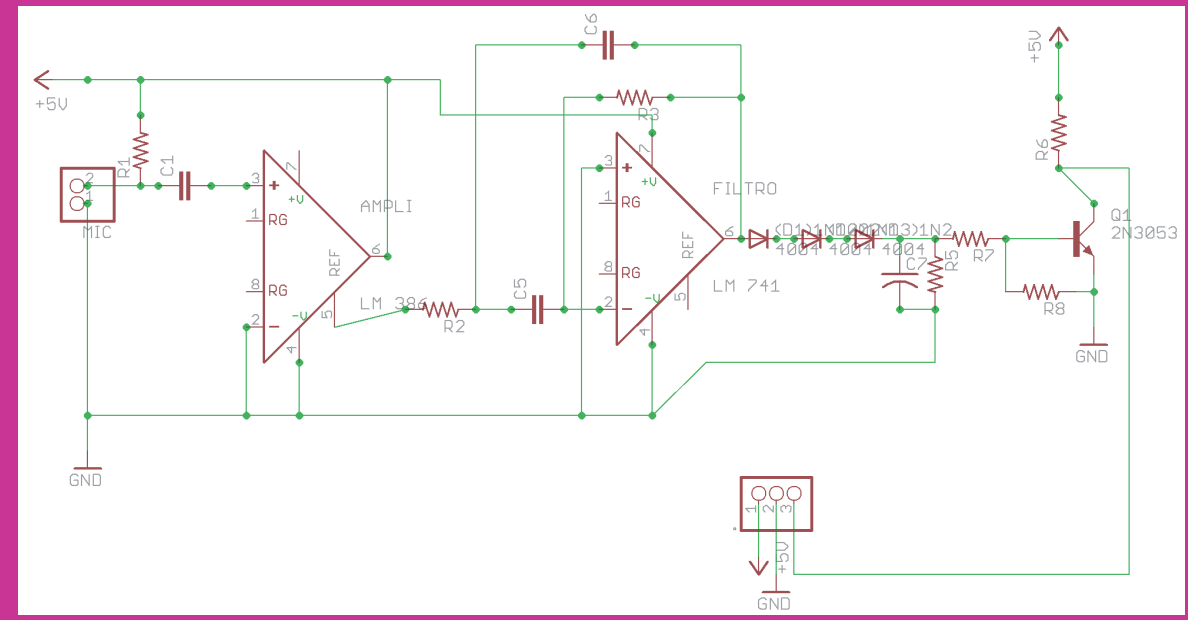 C6
+5V
+5V
R3
R1
C1
R6
2
1
MIC
3
7
+V
1
RG
AMPLI
6
REF
8
RG
LM 386
2
-V
5
4
R2
C5
3
7
+V
1
RG
FILTRO
6
REF
8
RG
LM 741
2
-V
5
4
4004
4004
4004
C7
R5
R7
R8
Q1
2N3053
GND
GND
1
2
3
+5V
GND